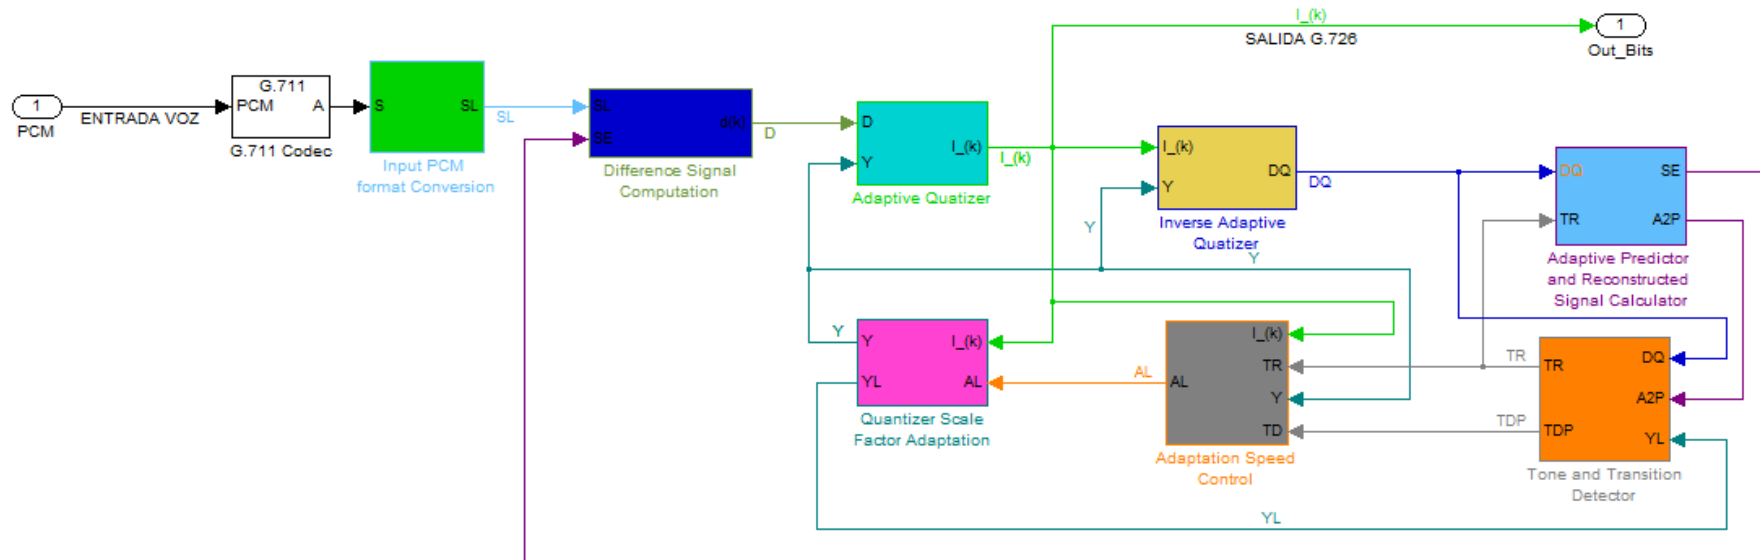 I_(k)
SALIDA G.726
1
Out_Bits
1
PCM
ENTRADA VOZ
G.711
PCM A
G.711 Codec
S SL
Input PCM
format Conversion
SL
SL
SE
d(k)
Difference Signal
Computation
D
D
Y
I_(k)
Adaptive Quatizer
I_(k)
I_(k)
Y
DQ
Inverse Adaptive
Quatizer
DQ
DQ SE
TR A2P
Adaptive Predictor
and Reconstructed
Signal Calculator
Y
Y
Y
Y I_(k)
YL AL
Quantizer Scale
Factor Adaptation
AL
I_(k)
TR
AL Y
TD
Adaptation Speed
Control
TR
TDP
DQ
TR
A2P
TDP
YL
Tone and Transition
Detector
YL